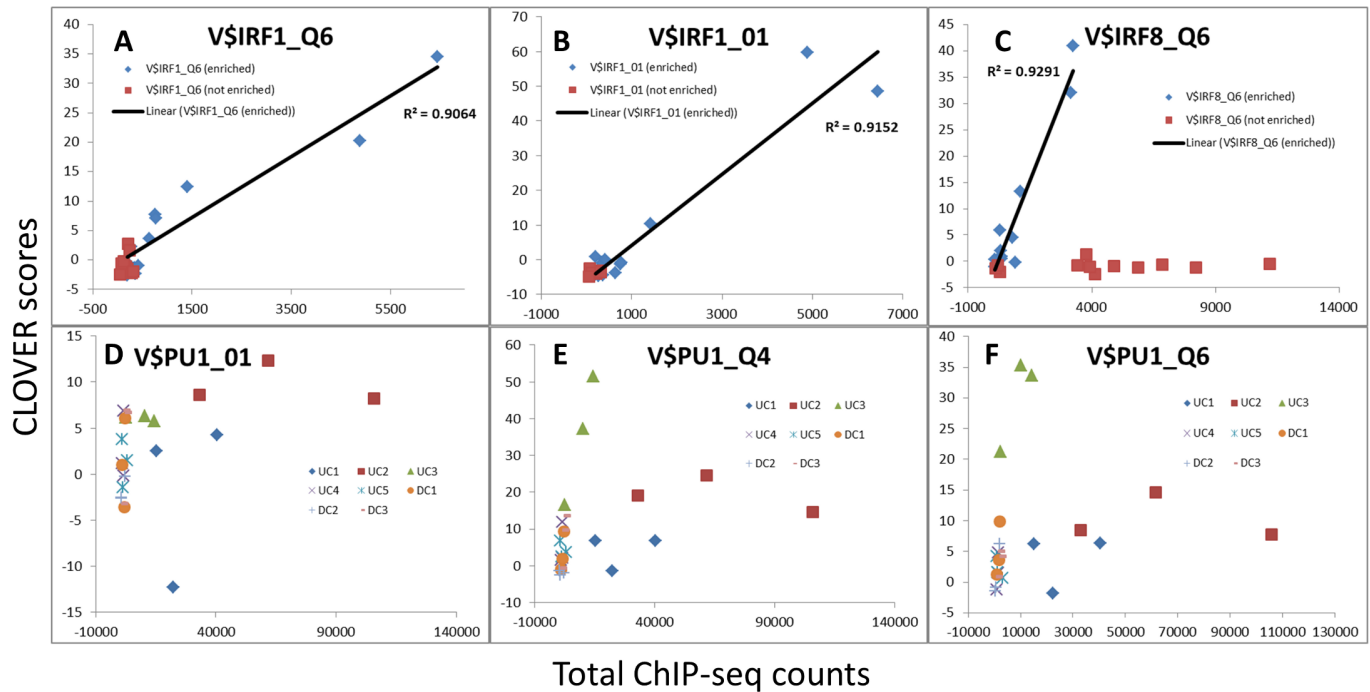 CLOVER scores
A V$IRF1_Q6
40
35
30
25
20
15
10
5
0
-5
V$IRF1_Q6 (enriched)
V$IRF1_Q6 (not enriched)
Linear (V$IRF1_Q6 (enriched))
R² = 0.9064
-500 1500 3500 5500
B V$IRF1_01
70
60
50
40
30
20
10
0
-10
V$IRF1_01 (enriched)
V$IRF1_01 (not enriched)
Linear (V$IRF1_01 (enriched))
R² = 0.9152
-1000 1000 3000 5000 7000
C V$IRF8_Q6
45
40
35
30
25
20
15
10
5
0
-5
R² = 0.9291
V$IRF8_Q6 (enriched)
V$IRF8_Q6 (not enriched)
Linear (V$IRF8_Q6 (enriched))
-1000 4000 9000 14000
D V$PU1_01
15
10
5
0
-5
-10
-15
UC1 UC2 UC3
UC4 UC5 DC1
DC2 DC3
-10000 40000 90000 140000
E V$PU1_Q4
60
50
40
30
20
10
0
-10
UC1 UC2 UC3
UC4 UC5 DC1
DC2 DC3
-10000 40000 90000 140000
F V$PU1_Q6
40
35
30
25
20
15
10
5
0
-5
UC1 UC2 UC3
UC4 UC5 DC1
DC2 DC3
-10000 10000 30000 50000 70000 90000 110000 130000
Total ChIP-seq counts